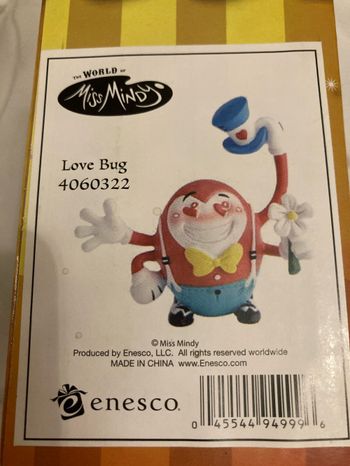 THE WORLD OF
Miss Mindy
Love Bug
4060322
© Miss Mindy
Produced by Enesco, LLC. All rights reserved worldwide
MADE IN CHINA www.Enesco.com
enesco.
0 45544 94999 6